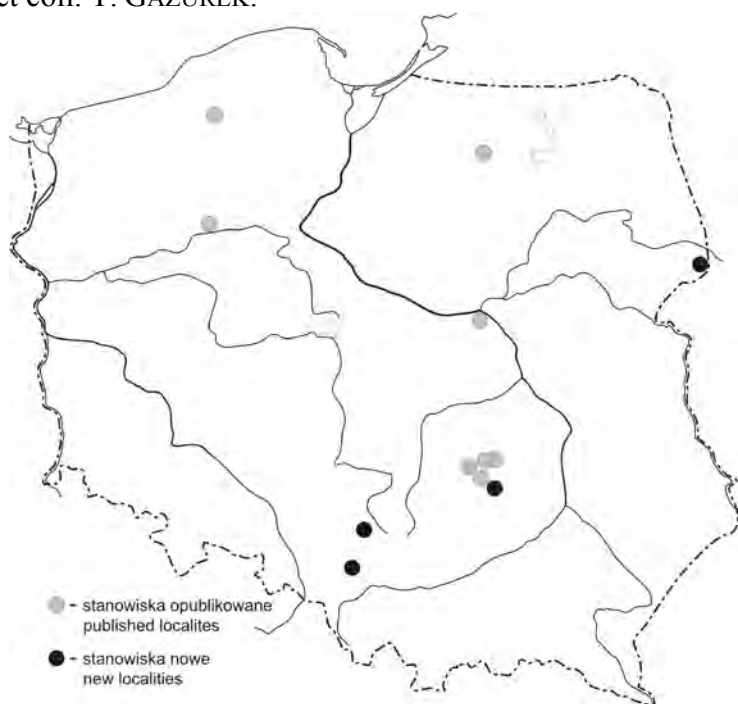 et coll. T. GAZUREK.
- stanowiska opublikowane
published localites
- stanowiska nowe
new localities